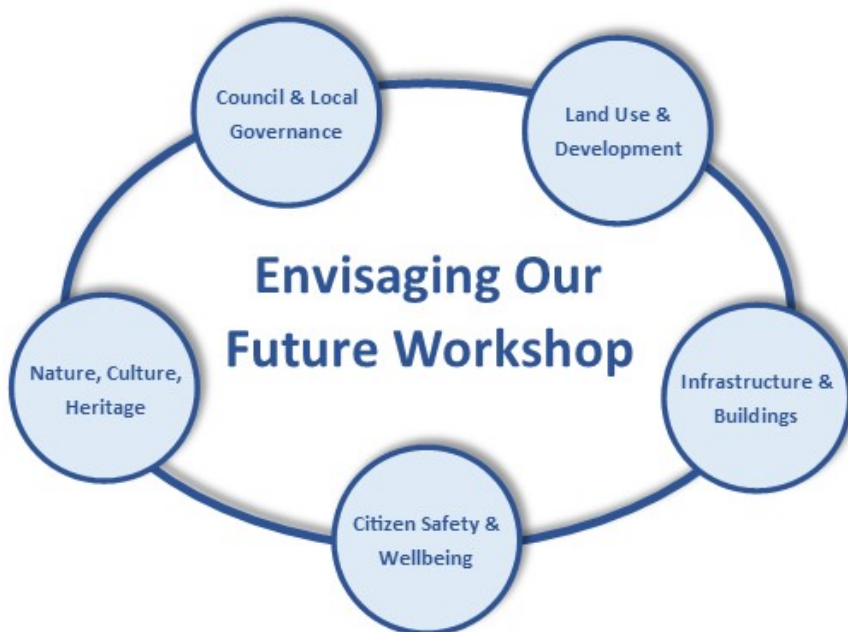 Council & Local
Governance
Land Use &
Development
Envisaging Our
Future Workshop
Nature, Culture,
Heritage
Infrastructure &
Buildings
Citizen Safety &
Wellbeing